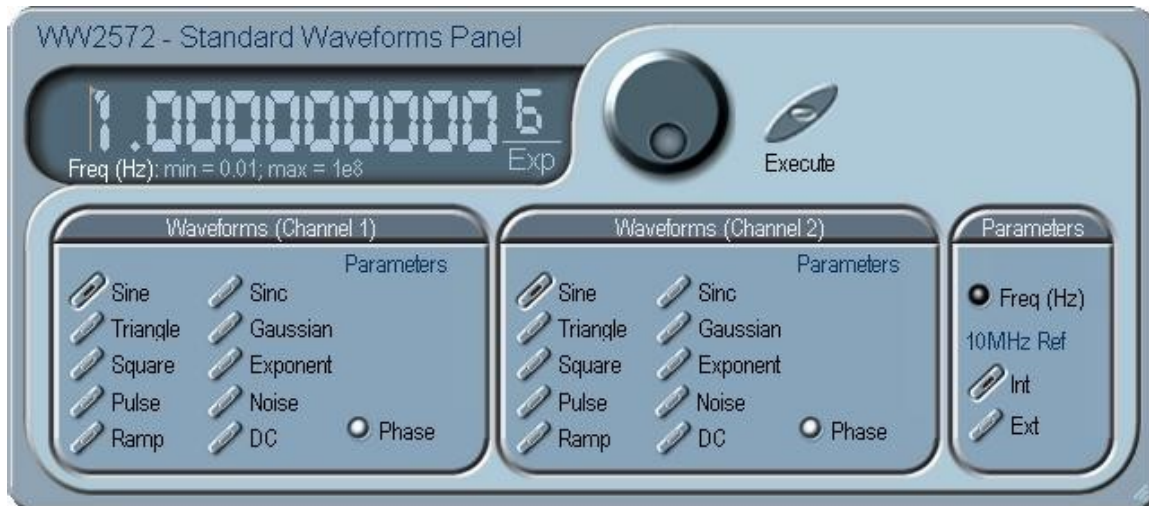 WW2572 - Standard Waveforms Panel
1.000000000 6
Exp
Freq (Hz): min = 0.01; max = 1e8
Execute
Waveforms (Channel 1)
Parameters
Sine
Sinc
Triangle
Gaussian
Square
Exponent
Pulse
Noise
Ramp
DC
Phase
Waveforms (Channel 2)
Parameters
Sine
Sinc
Triangle
Gaussian
Square
Exponent
Pulse
Noise
Ramp
DC
Phase
Parameters
Freq (Hz)
10MHz Ref
Int
Ext